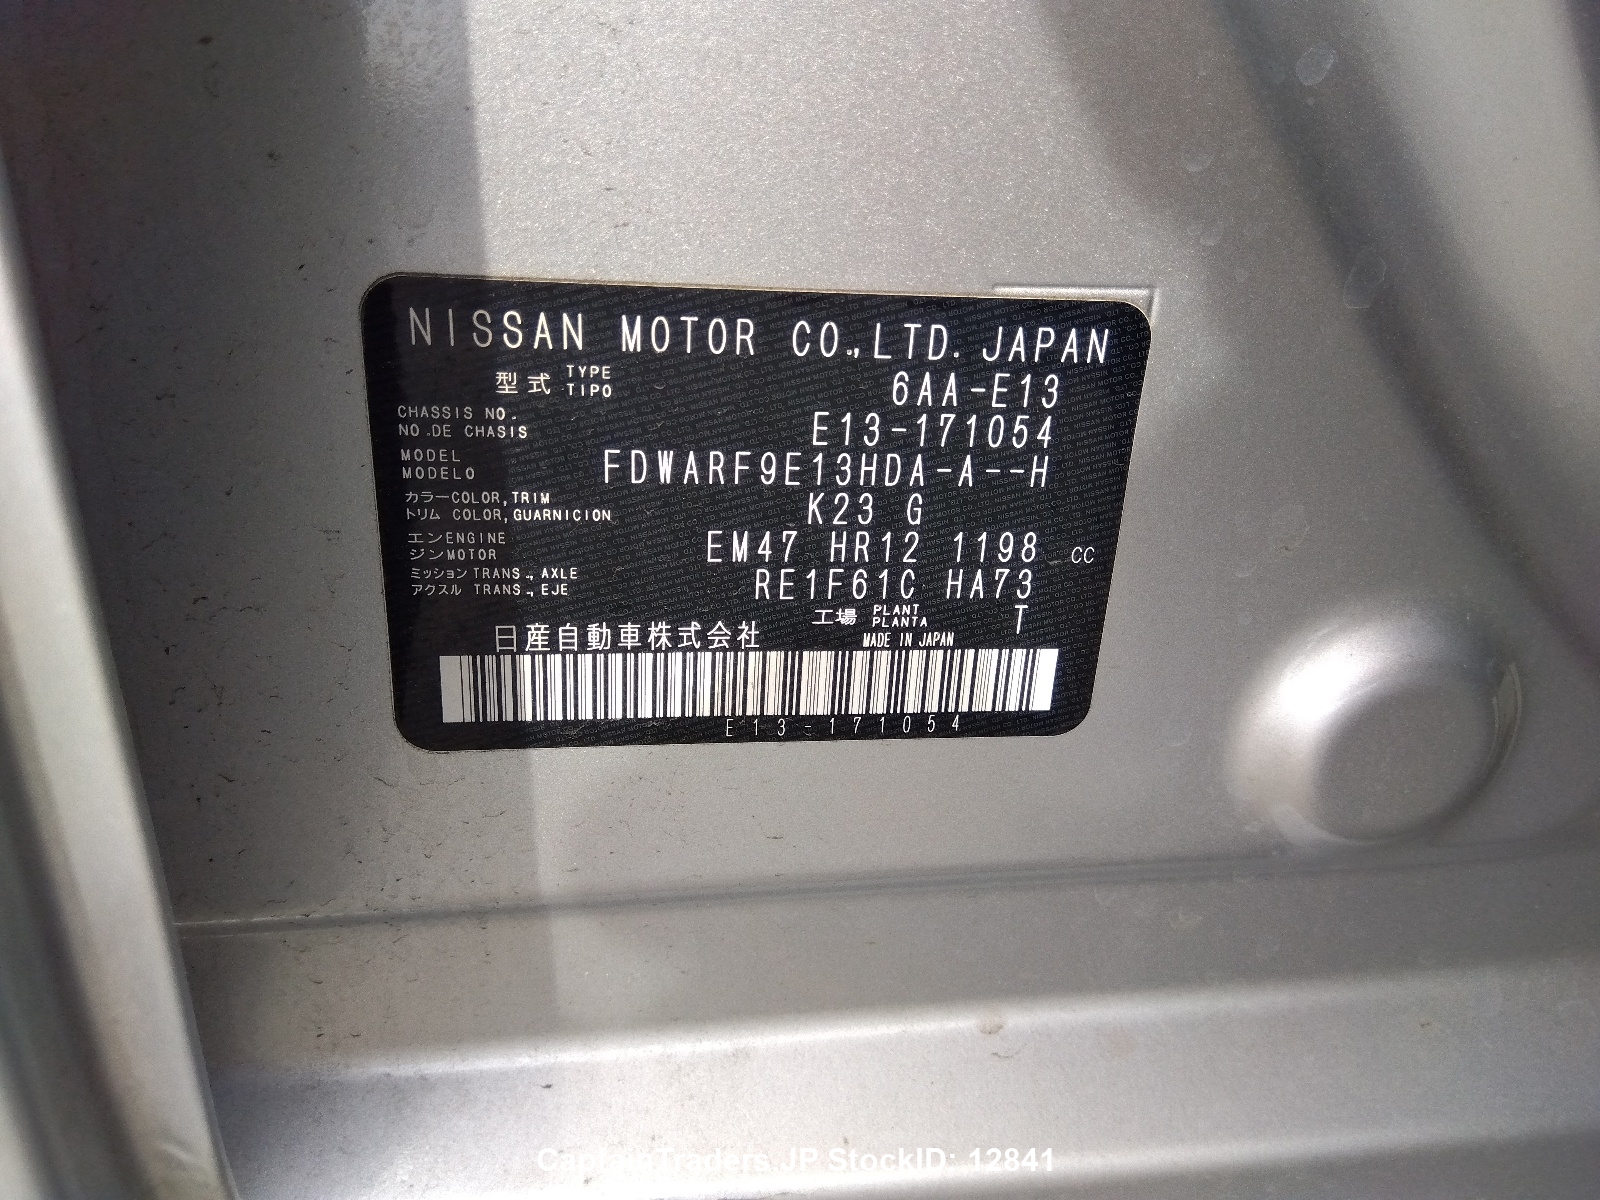 NISSAN MOTOR CO.,LTD. JAPAN
型式 TYPE TIPO 6AA-E13
CHASSIS NO.
NO.DE CHASIS E13-171054
MODEL
MODELO FDWARF9E13HDA-A--H
カラー COLOR,TRIM
トリム COLOR,GUARNICION K23 G
エン ENGINE
ジン MOTOR EM47 HR12 1198 CC
ミッション TRANS.,AXLE
アクスル TRANS.,EJE RE1F61C HA73
工場 PLANT PLANTA T
日産自動車株式会社 MADE IN JAPAN
E13-171054
CaptainTraders JP StockID: 12841